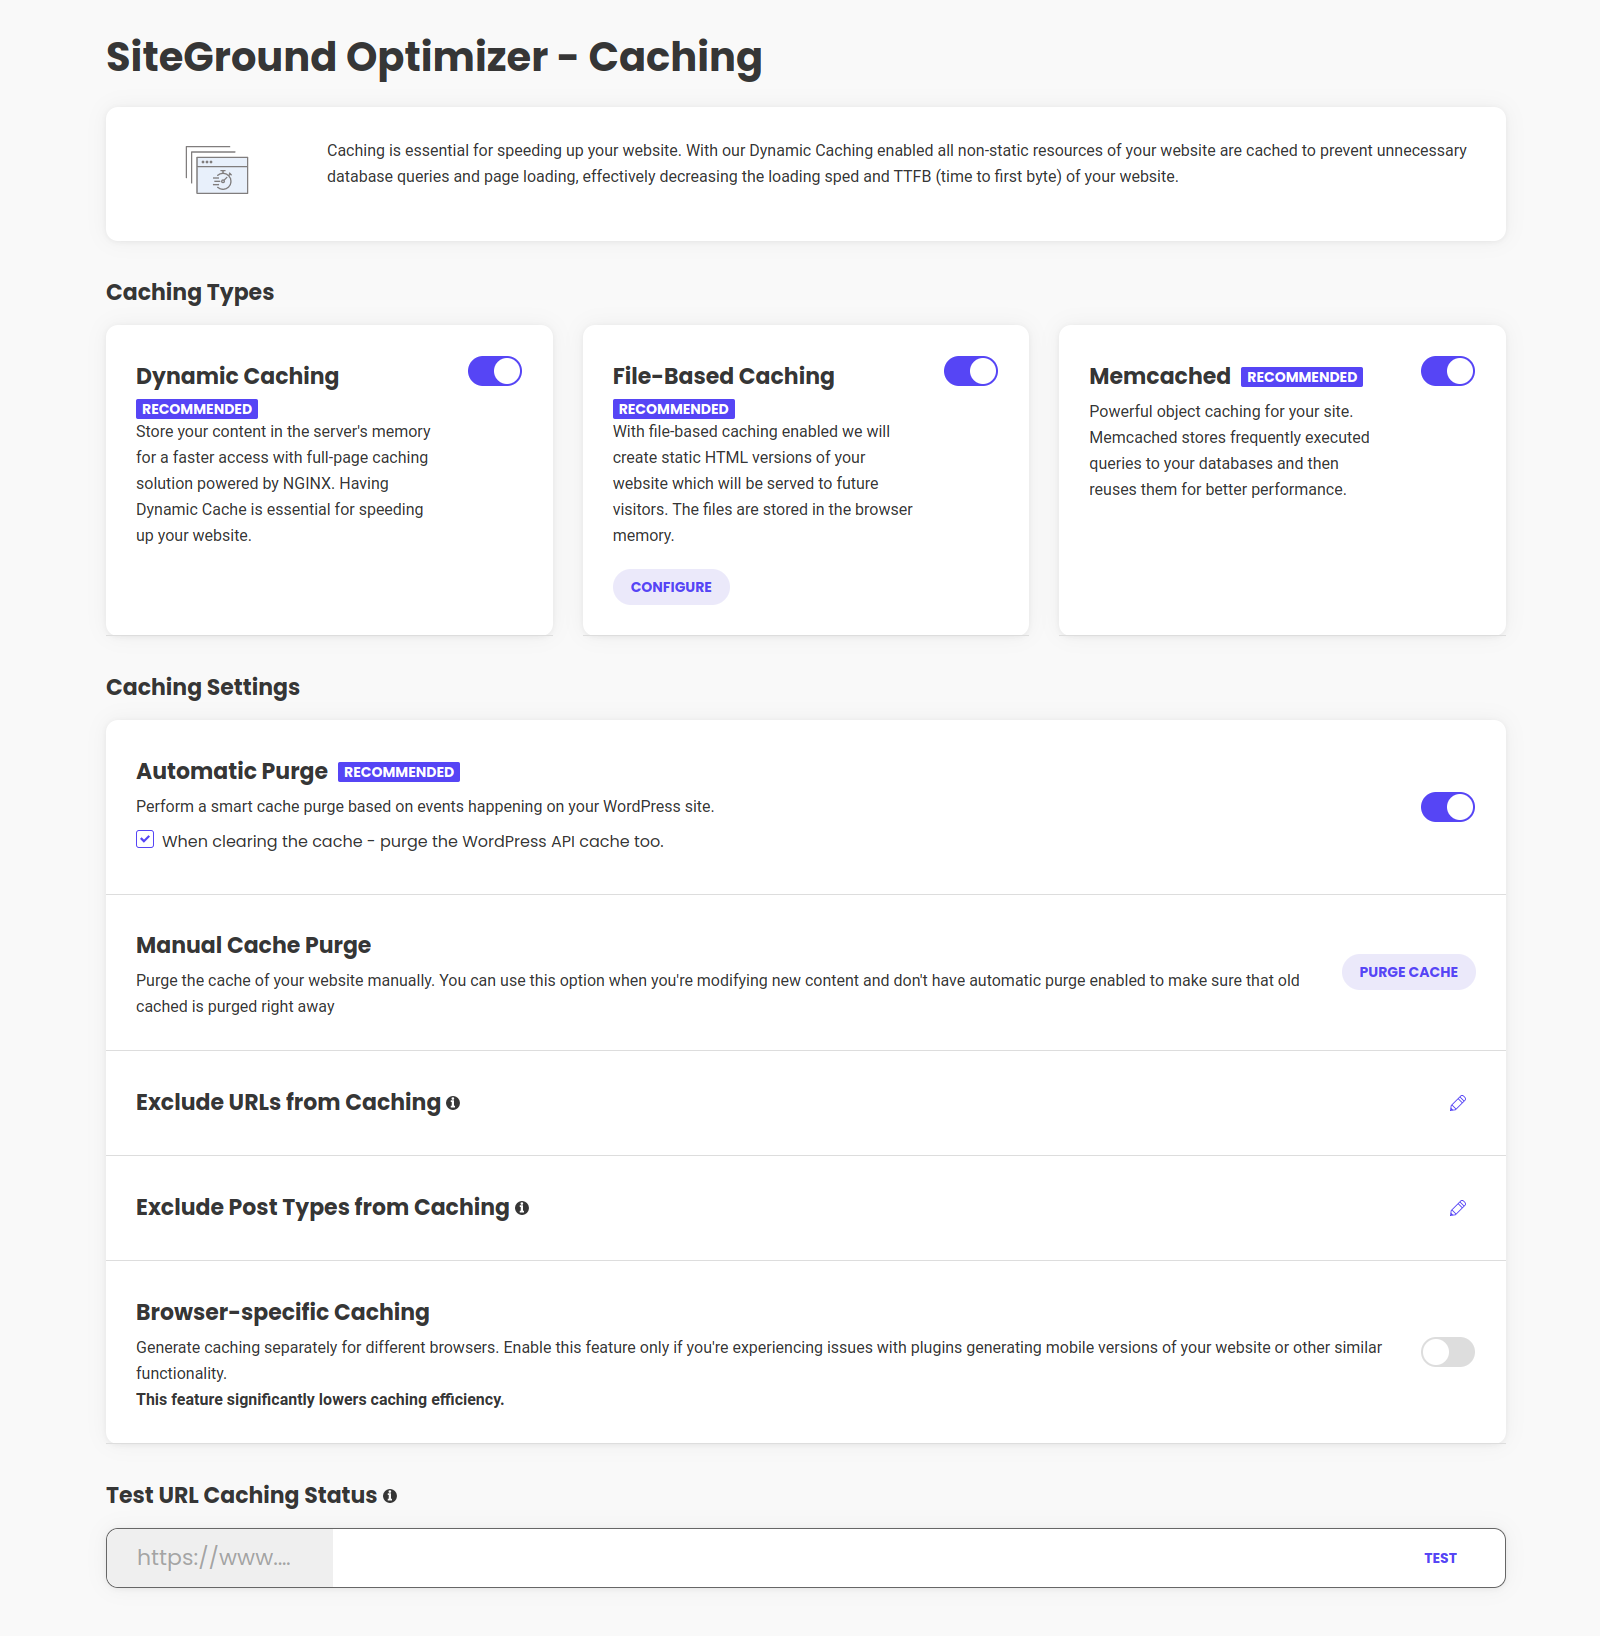 SiteGround Optimizer - Caching
Caching is essential for speeding up your website. With our Dynamic Caching enabled all non-static resources of your website are cached to prevent unnecessary
database queries and page loading, effectively decreasing the loading sped and TTFB (time to first byte) of your website.
Caching Types
Dynamic Caching
RECOMMENDED
Store your content in the server's memory
for a faster access with full-page caching
solution powered by NGINX. Having
Dynamic Cache is essential for speeding
up your website.
File-Based Caching
RECOMMENDED
With file-based caching enabled we will
create static HTML versions of your
website which will be served to future
visitors. The files are stored in the browser
memory.
CONFIGURE
Memcached RECOMMENDED
Powerful object caching for your site.
Memcached stores frequently executed
queries to your databases and then
reuses them for better performance.
Caching Settings
Automatic Purge RECOMMENDED
Perform a smart cache purge based on events happening on your WordPress site.
When clearing the cache - purge the WordPress API cache too.
Manual Cache Purge
Purge the cache of your website manually. You can use this option when you're modifying new content and don't have automatic purge enabled to make sure that old
cached is purged right away
PURGE CACHE
Exclude URLs from Caching
Exclude Post Types from Caching
Browser-specific Caching
Generate caching separately for different browsers. Enable this feature only if you're experiencing issues with plugins generating mobile versions of your website or other similar
functionality.
This feature significantly lowers caching efficiency.
Test URL Caching Status
https://www....
TEST